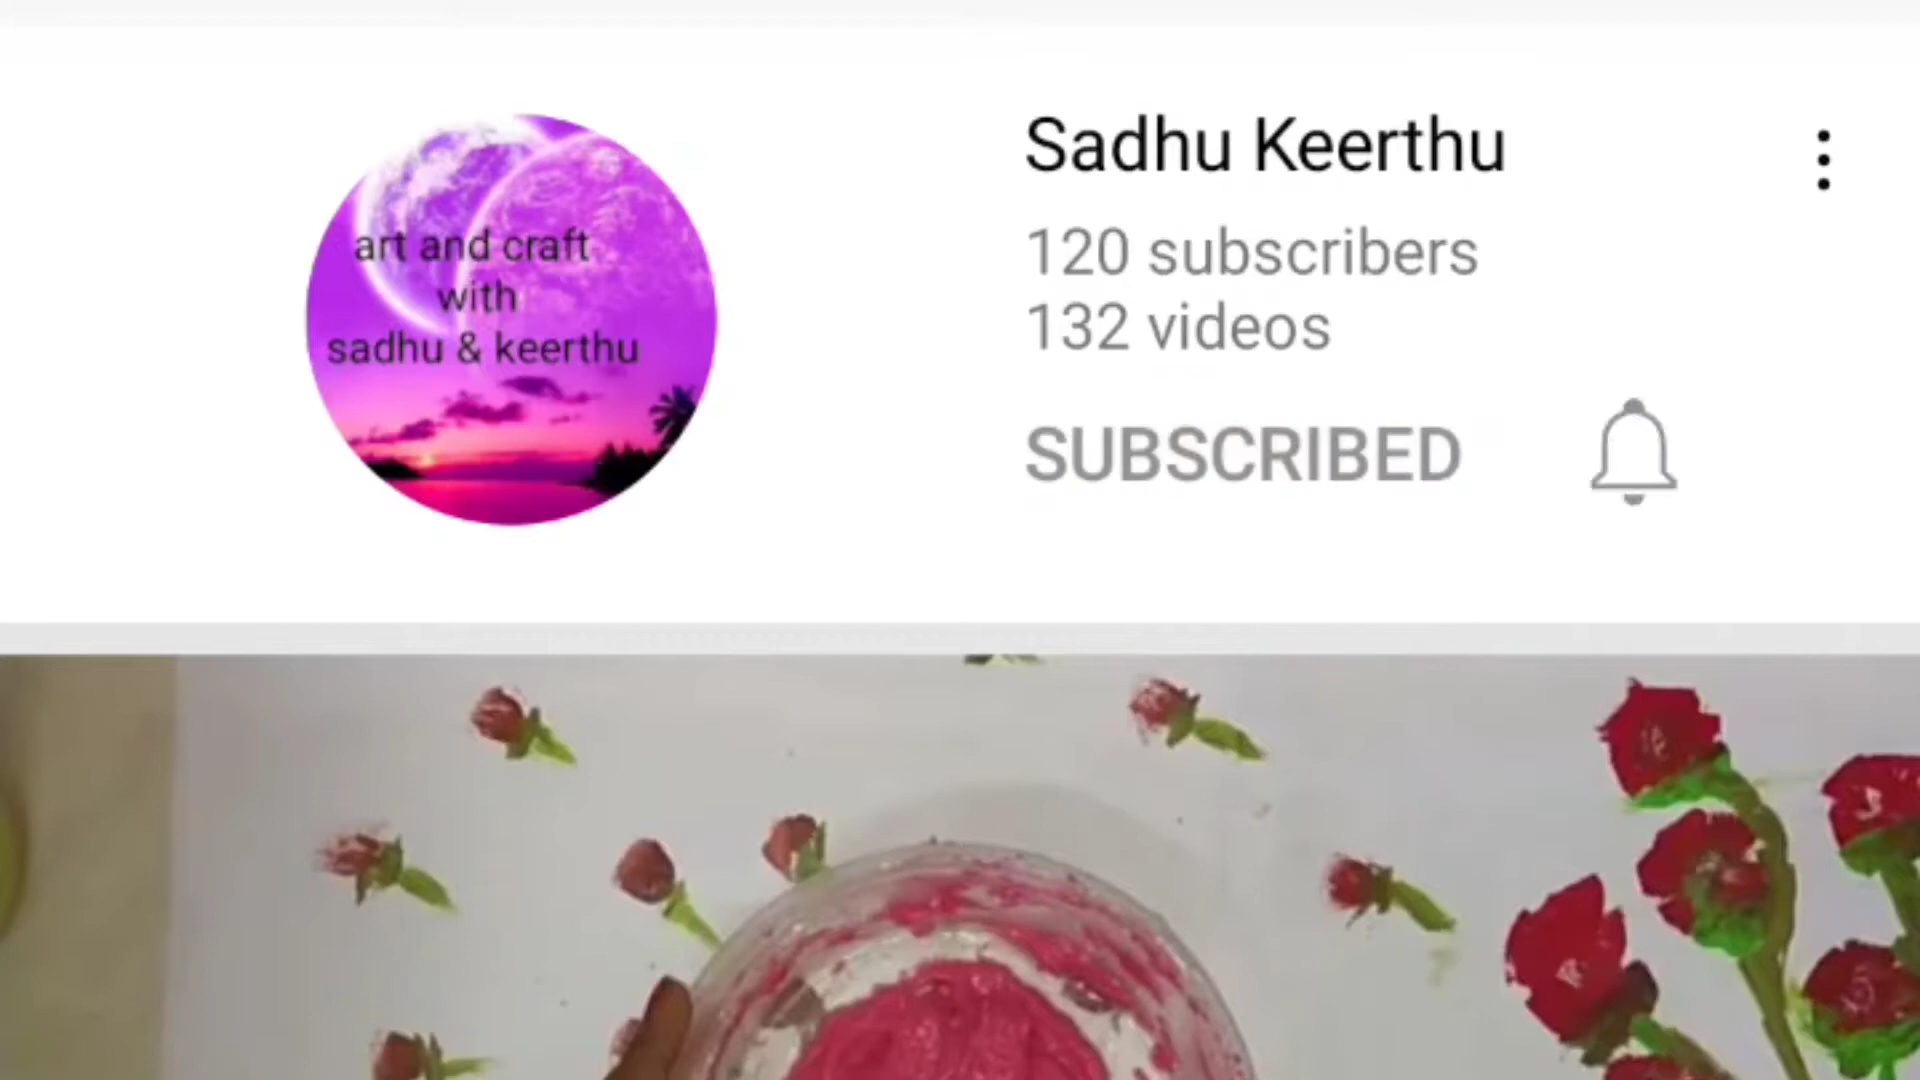 art and craft
with
sadhu & keerthu
Sadhu Keerthu
120 subscribers
132 videos
SUBSCRIBED